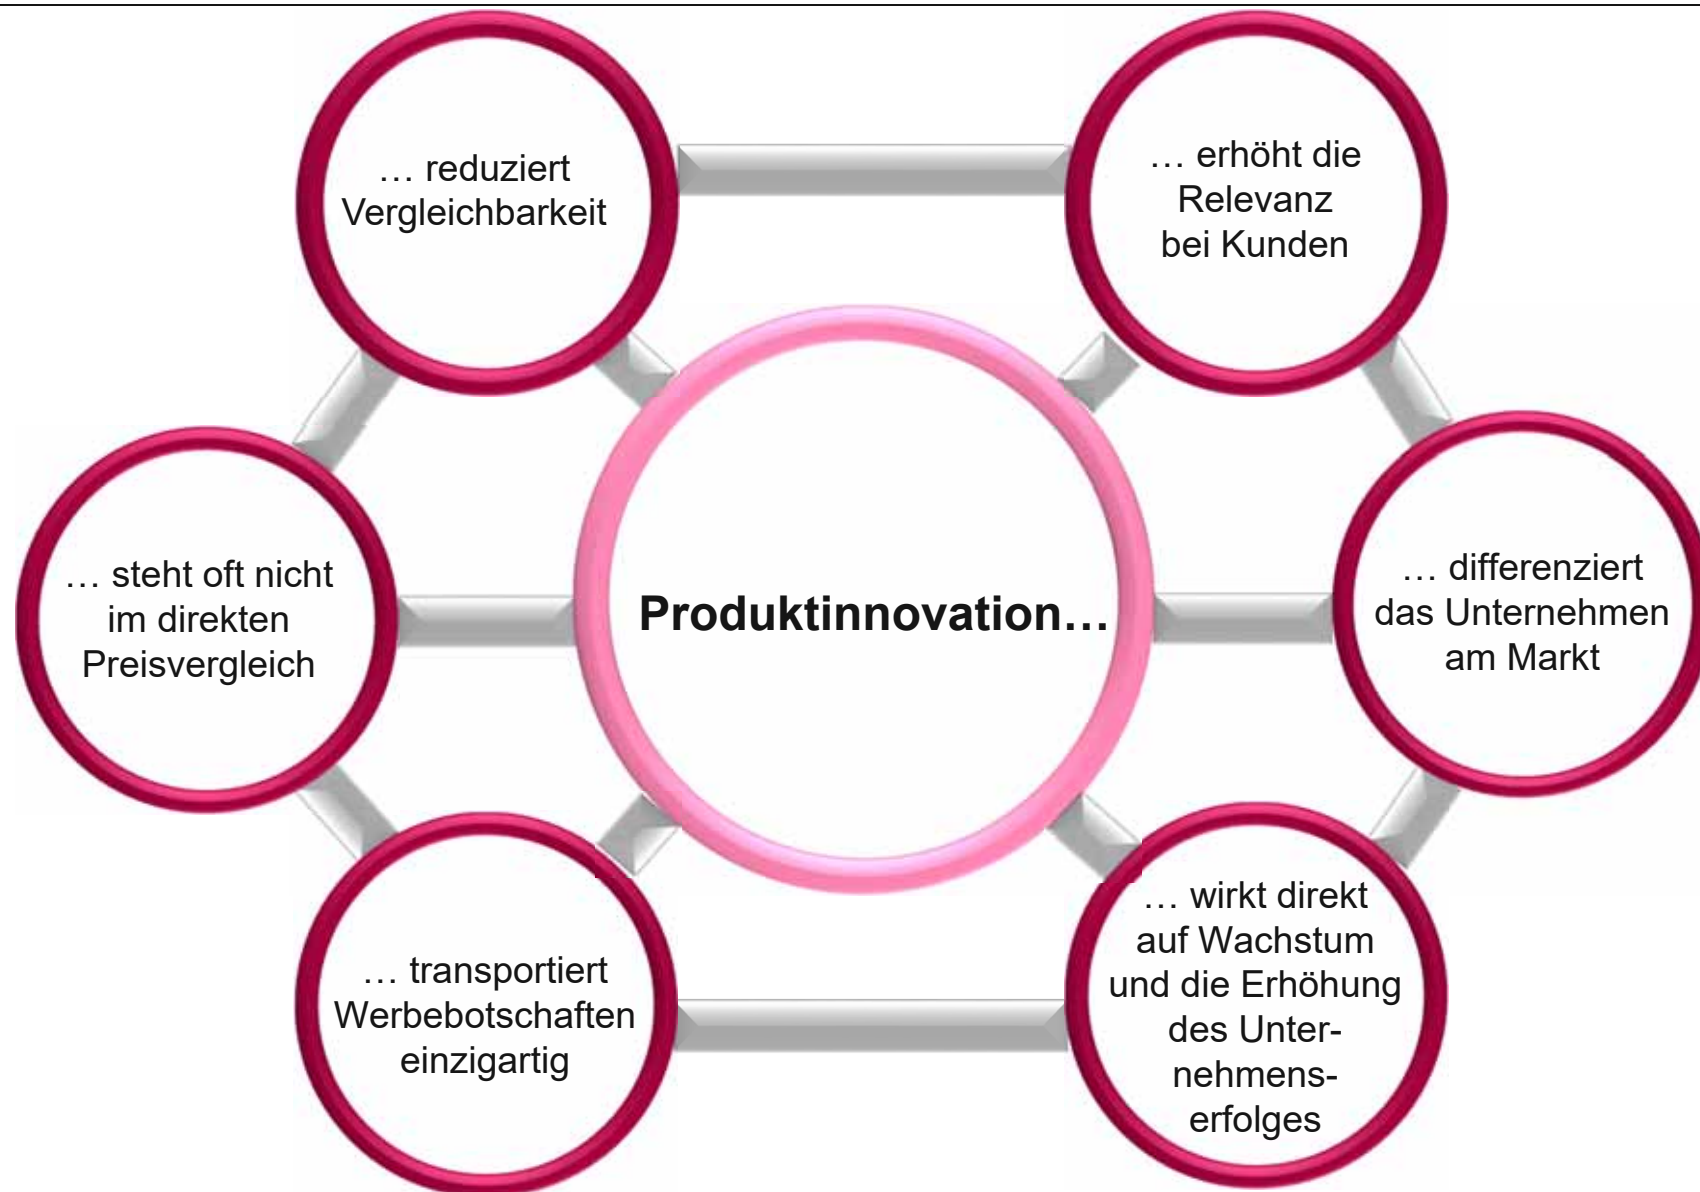 … reduziert
Vergleichbarkeit
… erhöht die
Relevanz
bei Kunden
… steht oft nicht
im direkten
Preisvergleich
Produktinnovation…
… differenziert
das Unternehmen
am Markt
… transportiert
Werbebotschaften
einzigartig
… wirkt direkt
auf Wachstum
und die Erhöhung
des Unter-
nehmens-
erfolges